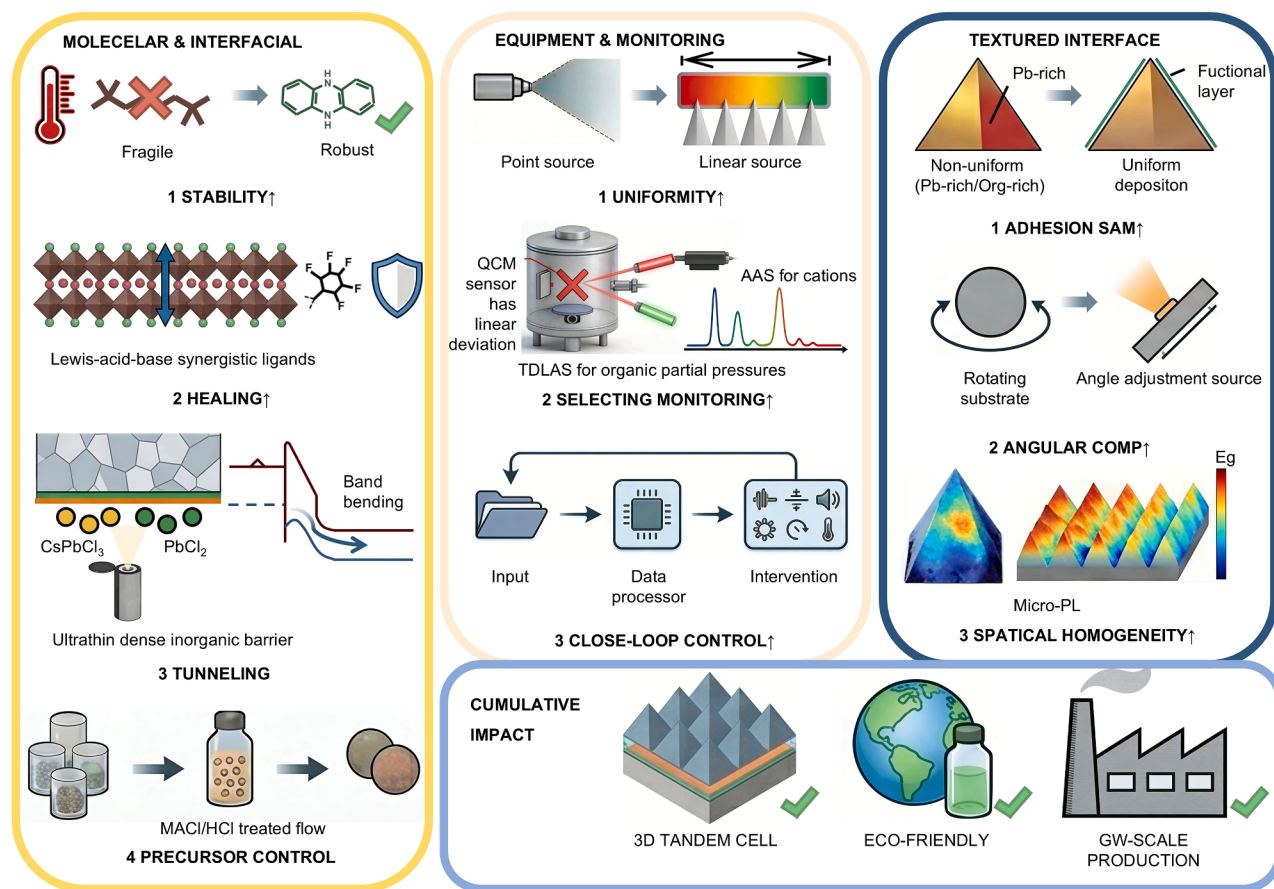 MOLECELAR & INTERFACIAL
Fragile
H
N
N
H
Robust
1 STABILITY↑
F
F
F
F
F
Lewis-acid-base synergistic ligands
2 HEALING↑
Band
bending
CsPbCl₃
PbCl₂
Ultrathin dense inorganic barrier
3 TUNNELING
MACl/HCl treated flow
4 PRECURSOR CONTROL
EQUIPMENT & MONITORING
Point source
Linear source
1 UNIFORMITY↑
QCM
sensor
has
linear
deviation
AAS for cations
TDLAS for organic partial pressures
2 SELECTING MONITORING↑
Input
Data
processor
Intervention
3 CLOSE-LOOP CONTROL↑
TEXTURED INTERFACE
Pb-rich
Fuctional
layer
Non-uniform
(Pb-rich/Org-rich)
Uniform
depositon
1 ADHESION SAM↑
Rotating
substrate
Angle adjustment source
2 ANGULAR COMP↑
Eg
Micro-PL
3 SPATICAL HOMOGENEITY↑
CUMULATIVE
IMPACT
3D TANDEM CELL
ECO-FRIENDLY
GW-SCALE
PRODUCTION